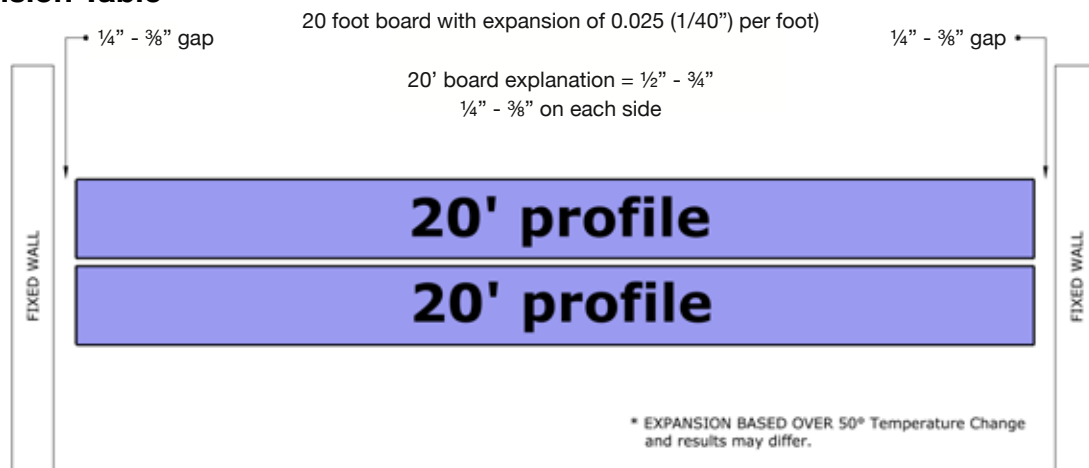 20 foot board with expansion of 0.025 (1/40”) per foot)
¼” - ⅜” gap
¼” - ⅜” gap
20’ board explanation = ½” - ¾”
¼” - ⅜” on each side
20' profile
20' profile
FIXED WALL
FIXED WALL
* EXPANSION BASED OVER 50° Temperature Change
and results may differ.